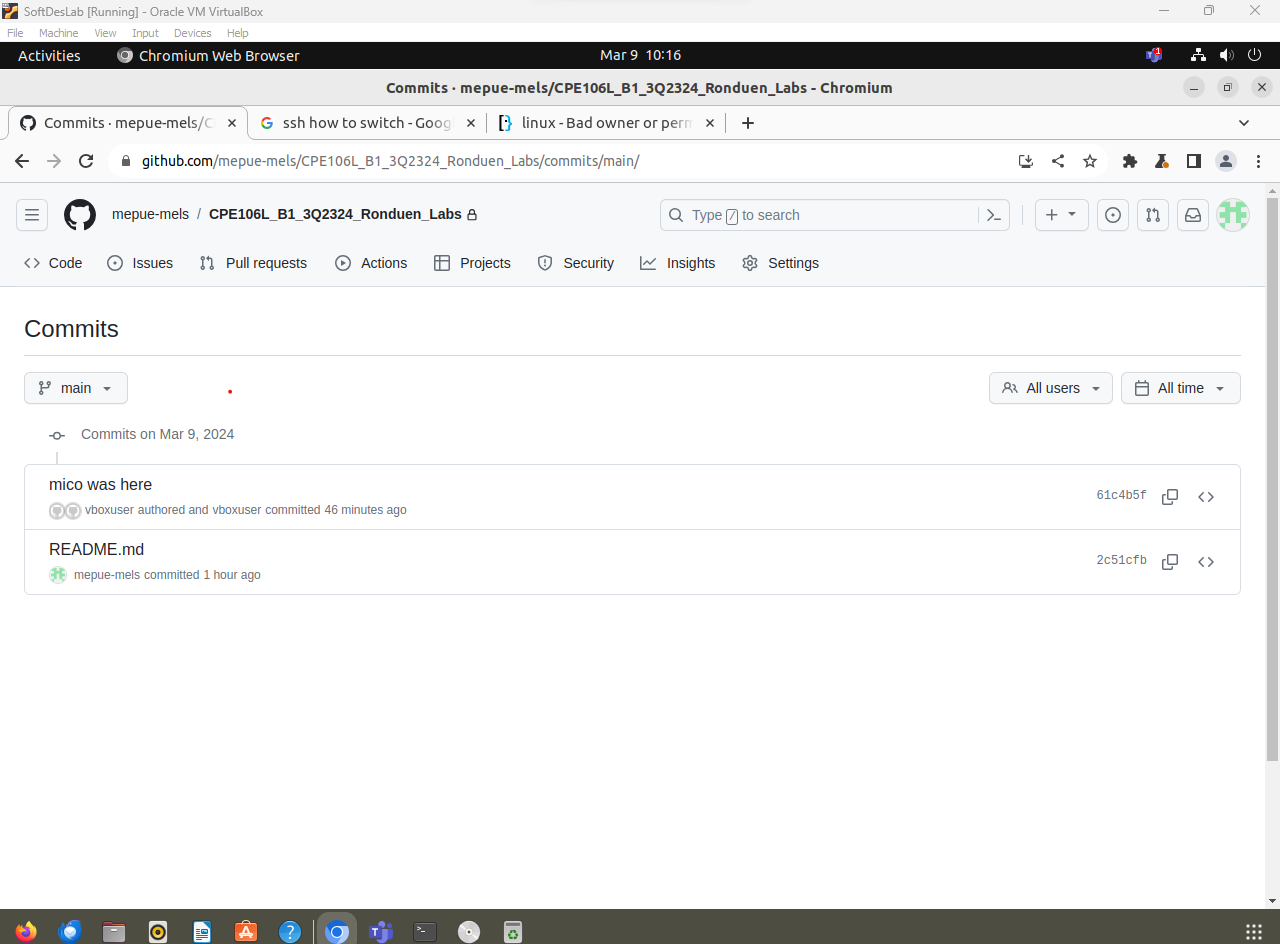 SoftDesLab [Running] - Oracle VM VirtualBox
File Machine View Input Devices Help
Activities Chromium Web Browser Mar 9 10:16 1
Commits · mepue-mels/CPE106L_B1_3Q2324_Ronduen_Labs - Chromium
Commits · mepue-mels/C ssh how to switch - Goog linux - Bad owner or perm
github.com/mepue-mels/CPE106L_B1_3Q2324_Ronduen_Labs/commits/main/
mepue-mels / CPE106L_B1_3Q2324_Ronduen_Labs Type / to search
Code Issues Pull requests Actions Projects Security Insights Settings
Commits
main All users All time
Commits on Mar 9, 2024
mico was here
61c4b5f
vboxuser authored and vboxuser committed 46 minutes ago
README.md
2c51cfb
mepue-mels committed 1 hour ago